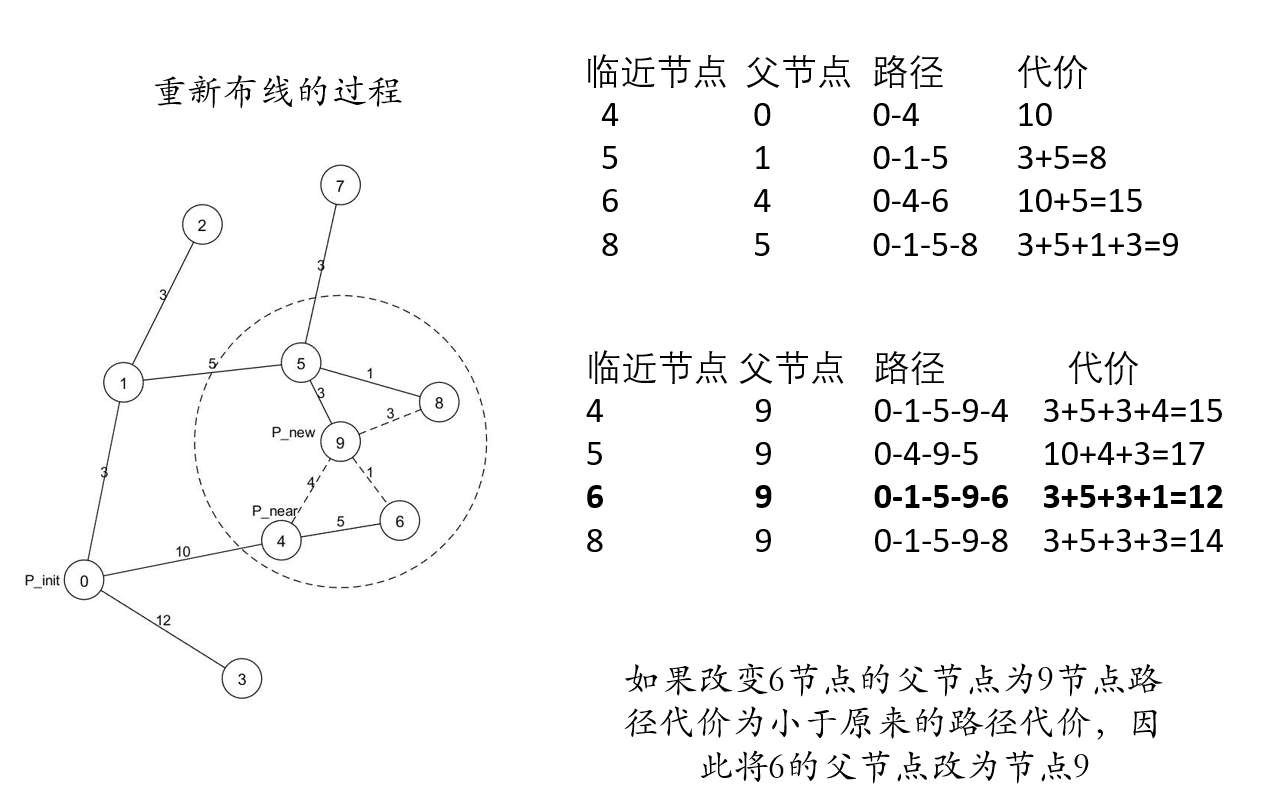 重新布线的过程
临近节点 父节点 路径 代价
4 0 0-4 10
5 1 0-1-5 3+5=8
6 4 0-4-6 10+5=15
8 5 0-1-5-8 3+5+1+3=9
7
2
3
3
5
5
1
1
8
3
3
P_new
9
4
1
3
P_near
5
6
4
10
P_init
0
12
3
临近节点 父节点 路径 代价
4 9 0-1-5-9-4 3+5+3+4=15
5 9 0-4-9-5 10+4+3=17
6 9 0-1-5-9-6 3+5+3+1=12
8 9 0-1-5-9-8 3+5+3+3=14
如果改变6节点的父节点为9节点路
径代价为小于原来的路径代价，因
此将6的父节点改为节点9